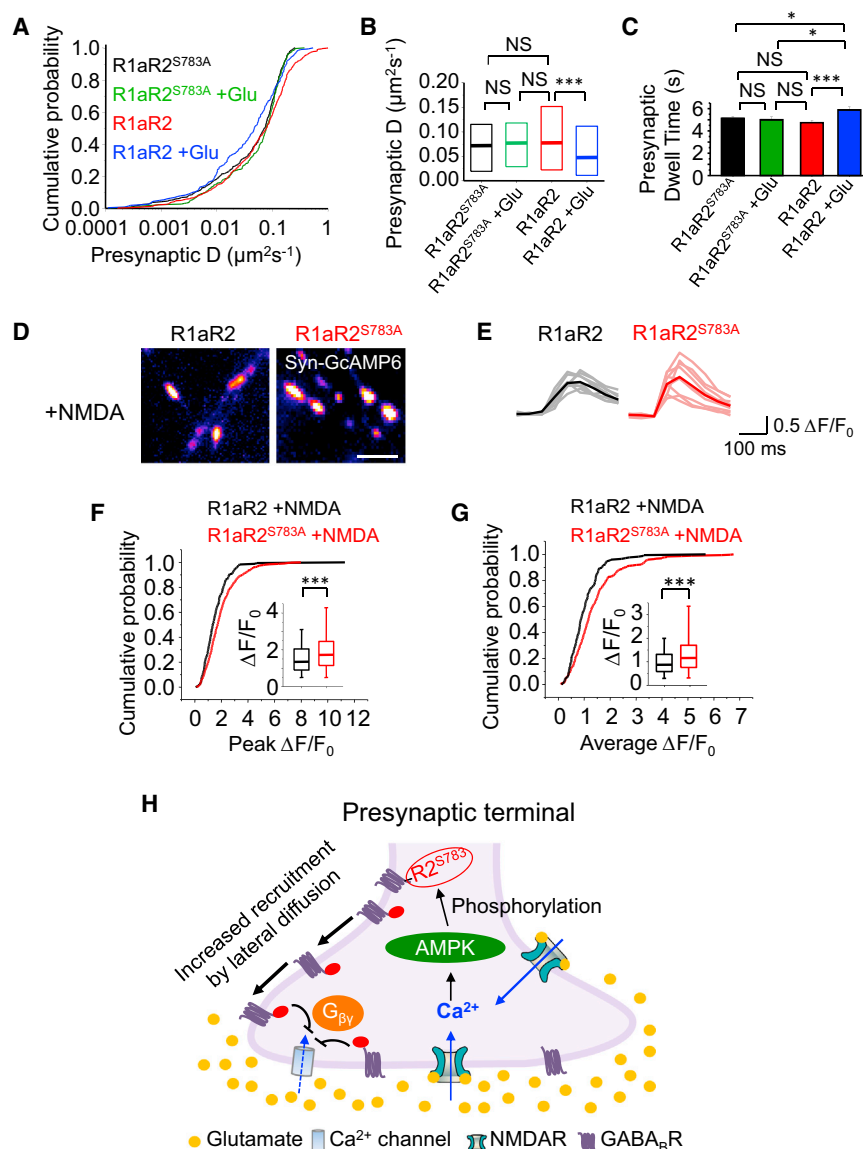 A
Cumulative probability
1.0
0.8
0.6
0.4
0.2
0.0
R1aR2S783A
R1aR2S783A +Glu
R1aR2
R1aR2 +Glu
0.0001
0.001
0.01
0.1
1
Presynaptic D (µm2s-1)
B
Presynaptic D (µm2s-1)
0.20
0.15
0.10
0.05
0.00
NS
NS
NS
***
R1aR2S783A
R1aR2S783A +Glu
R1aR2
R1aR2 +Glu
C
Presynaptic
Dwell Time (s)
6
4
2
0
*
*
NS
NS
NS
***
R1aR2S783A
R1aR2S783A +Glu
R1aR2
R1aR2 +Glu
D
R1aR2
R1aR2S783A
+NMDA
Syn-GcAMP6
E
R1aR2
R1aR2S783A
0.5 ΔF/F0
100 ms
F
R1aR2 +NMDA
R1aR2S783A +NMDA
Cumulative probability
1.0
0.8
0.6
0.4
0.2
0.0
ΔF/F0
4
2
0
***
0
2
4
6
8
10
12
Peak ΔF/F0
G
R1aR2 +NMDA
R1aR2S783A +NMDA
Cumulative probability
1.0
0.8
0.6
0.4
0.2
0.0
ΔF/F0
3
2
1
0
***
0
1
2
3
4
5
6
7
Average ΔF/F0
H
Presynaptic terminal
Increased recruitment
by lateral diffusion
R2S783
Phosphorylation
AMPK
Ca2+
Gβγ
Glutamate
Ca2+ channel
NMDAR
GABABR